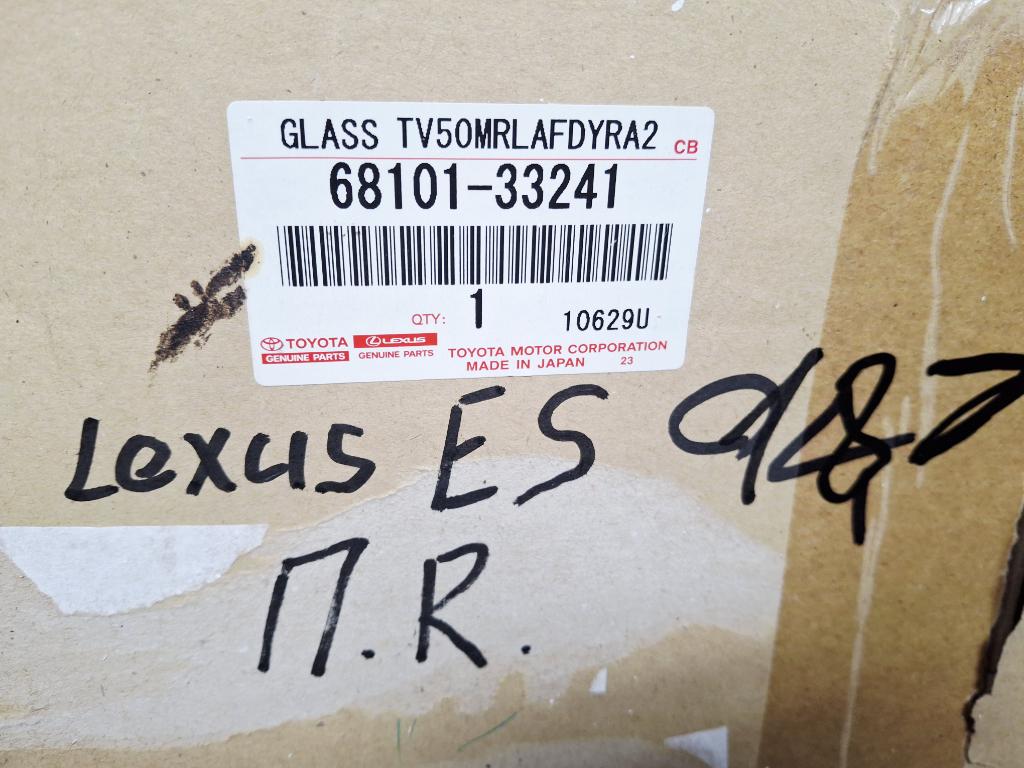 GLASS TV50MRLAFDYRA2 CB
68101-33241
QTY: 1 10629U
TOYOTA LEXUS
GENUINE PARTS GENUINE PARTS
TOYOTA MOTOR CORPORATION
MADE IN JAPAN 23
Lexus ES
П.R.